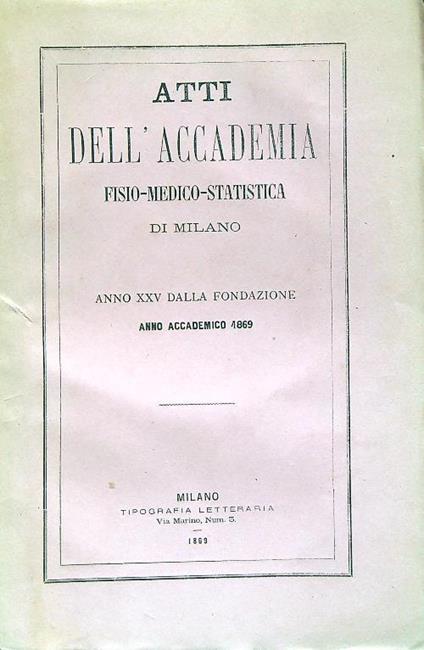 ATTI
DELL' ACCADEMIA
FISIO-MEDICO-STATISTICA
DI MILANO
ANNO XXV DALLA FONDAZIONE
ANNO ACCADEMICO 1869
MILANO
TIPOGRAFIA LETTERARIA
Via Marino, Num. 3.
1869